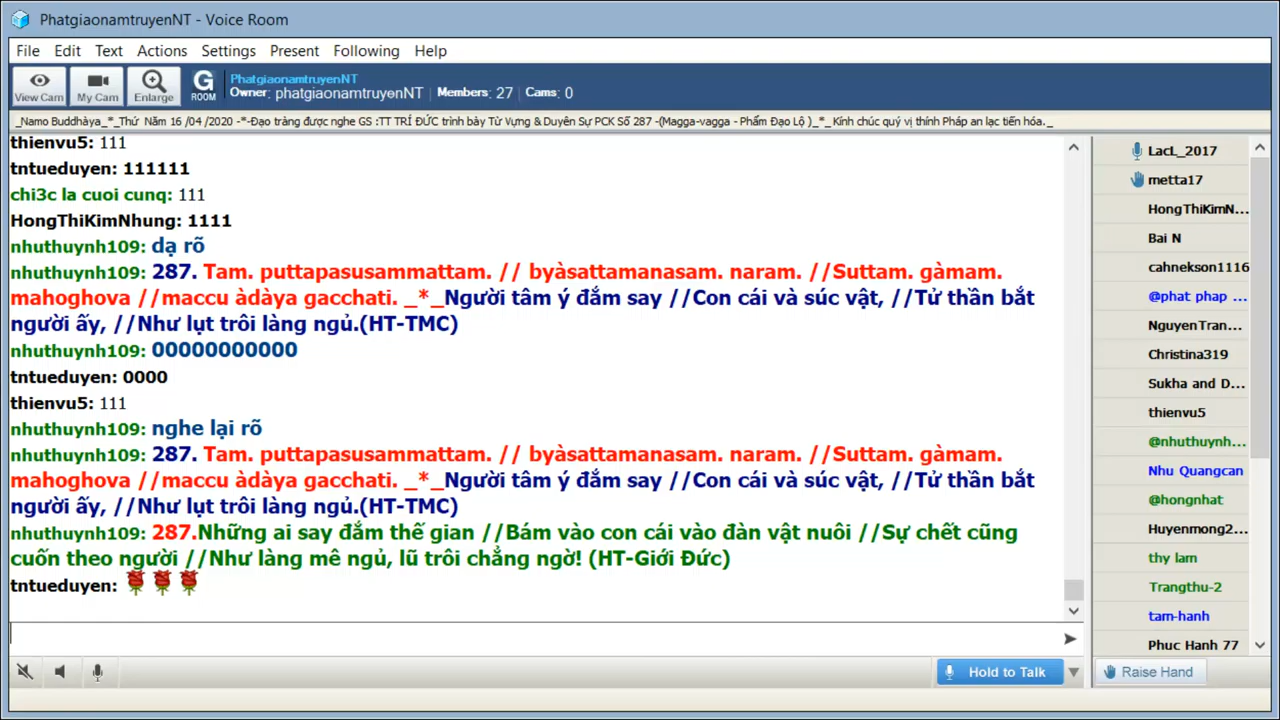 PhatgiaonamtruyenNT - Voice Room
File Edit Text Actions Settings Present Following Help
View Cam My Cam Enlarge G ROOM
PhatgiaonamtruyenNT
Owner: phatgiaonamtruyenNT | Members: 27 | Cams: 0
_Namo Buddhàya_*_Thứ Năm 16 /04 /2020 -*-Đạo tràng được nghe GS :TT TRÍ ĐỨC trình bày Từ Vựng & Duyên Sự PCK Số 287 -(Magga-vagga - Phẩm Đạo Lộ )_*_ Kính chúc quý vị thính Pháp an lạc tiến hóa._
thienvu5: 111
tntueduyen: 111111
chi3c la cuoi cunq: 111
HongThiKimNhung: 1111
nhuthuynh109: dạ rõ
nhuthuynh109: 287. Tam. puttapasusammattam. // byàsattamanasam. naram. //Suttam. gàmam.
mahoghova //maccu àdàya gacchati. _*_Người tâm ý đắm say //Con cái và súc vật, //Tử thần bắt
người ấy, //Như lụt trôi làng ngủ.(HT-TMC)
nhuthuynh109: 00000000000
tntueduyen: 0000
thienvu5: 111
nhuthuynh109: nghe lại rõ
nhuthuynh109: 287. Tam. puttapasusammattam. // byàsattamanasam. naram. //Suttam. gàmam.
mahoghova //maccu àdàya gacchati. _*_Người tâm ý đắm say //Con cái và súc vật, //Tử thần bắt
người ấy, //Như lụt trôi làng ngủ.(HT-TMC)
nhuthuynh109: 287.Những ai say đắm thế gian //Bám vào con cái vào đàn vật nuôi //Sự chết cũng
cuốn theo người //Như làng mê ngủ, lũ trôi chẳng ngờ! (HT-Giới Đức)
tntueduyen:
LacL_2017
metta17
HongThiKimN...
Bai N
cahnekson1116
@phat phap ...
NguyenTran...
Christina319
Sukha and D...
thienvu5
@nhuthuynh...
Nhu Quangcan
@hongnhat
Huyenmong2...
thy lam
Trangthu-2
tam-hanh
Phuc Hanh 77
Hold to Talk
Raise Hand